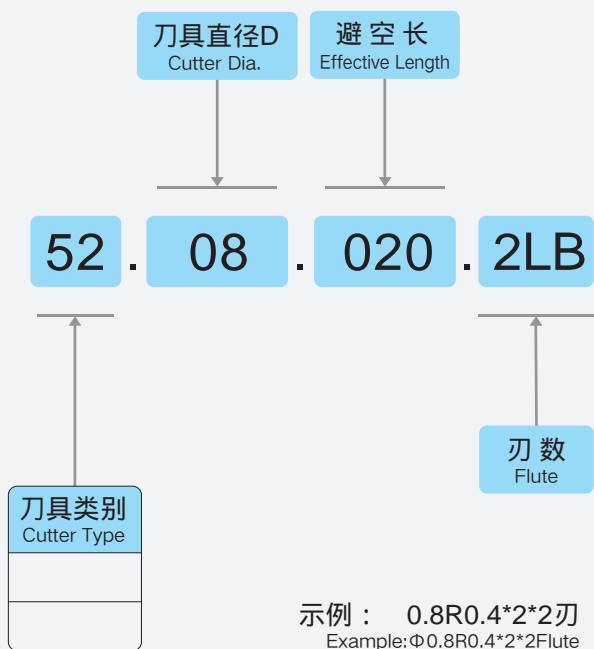 刀具直径D
Cutter Dia.
避空长
Effective Length
52.08.020.2LB
刃数
Flute
刀具类别
Cutter Type
示例： 0.8R0.4*2*2刃
Example:Φ0.8R0.4*2*2Flute